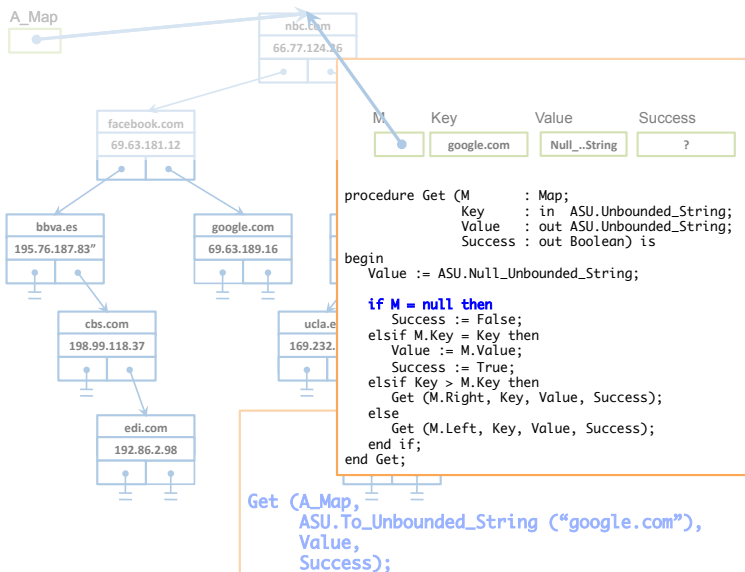 A_Map
nbc.com
66.77.124.26
facebook.com
69.63.181.12
bbva.es
195.76.187.83”
google.com
69.63.189.16
cbs.com
198.99.118.37
ucla.e
169.232.
edi.com
192.86.2.98
M Key Value Success
google.com Null_..String ?
procedure Get (M : Map;
Key : in ASU.Unbounded_String;
Value : out ASU.Unbounded_String;
Success : out Boolean) is
begin
Value := ASU.Null_Unbounded_String;
if M = null then
Success := False;
elsif M.Key = Key then
Value := M.Value;
Success := True;
elsif Key > M.Key then
Get (M.Right, Key, Value, Success);
else
Get (M.Left, Key, Value, Success);
end if;
end Get;
Get (A_Map,
ASU.To_Unbounded_String (“google.com”),
Value,
Success);